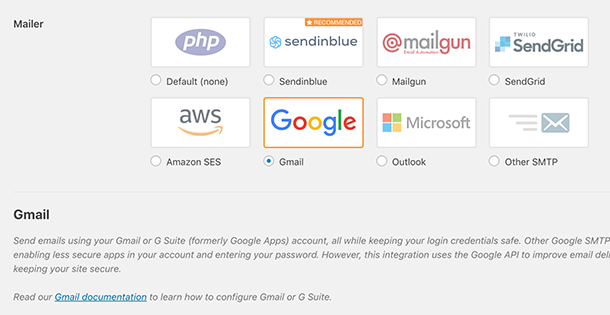 Mailer
RECOMMENDED
php
sendinblue
mailgun
Email Automation
TWILIO
SendGrid
Default (none)
Sendinblue
Mailgun
SendGrid
aws
Google
Microsoft
Amazon SES
Gmail
Outlook
Other SMTP
Gmail
Send emails using your Gmail or G Suite (formerly Google Apps) account, all while keeping your login credentials safe. Other Google SMTP
enabling less secure apps in your account and entering your password. However, this integration uses the Google API to improve email deli
keeping your site secure.
Read our Gmail documentation to learn how to configure Gmail or G Suite.